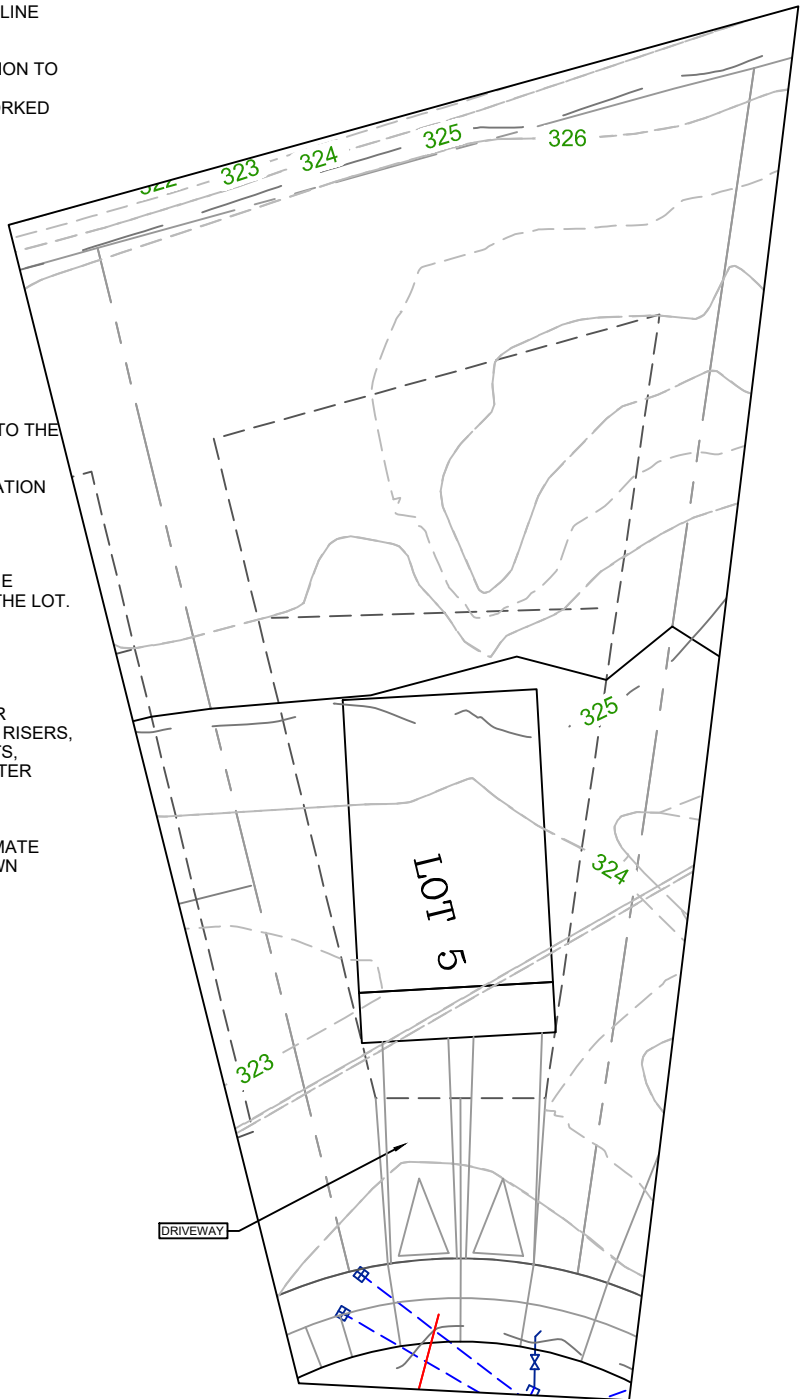 LINE
ION TO
ORKED
322
323
324
325
326
TO THE
ATION
E
THE LOT.
R
RISERS,
TS,
TER
325
MATE
WN
324
LOT 5
323
DRIVEWAY